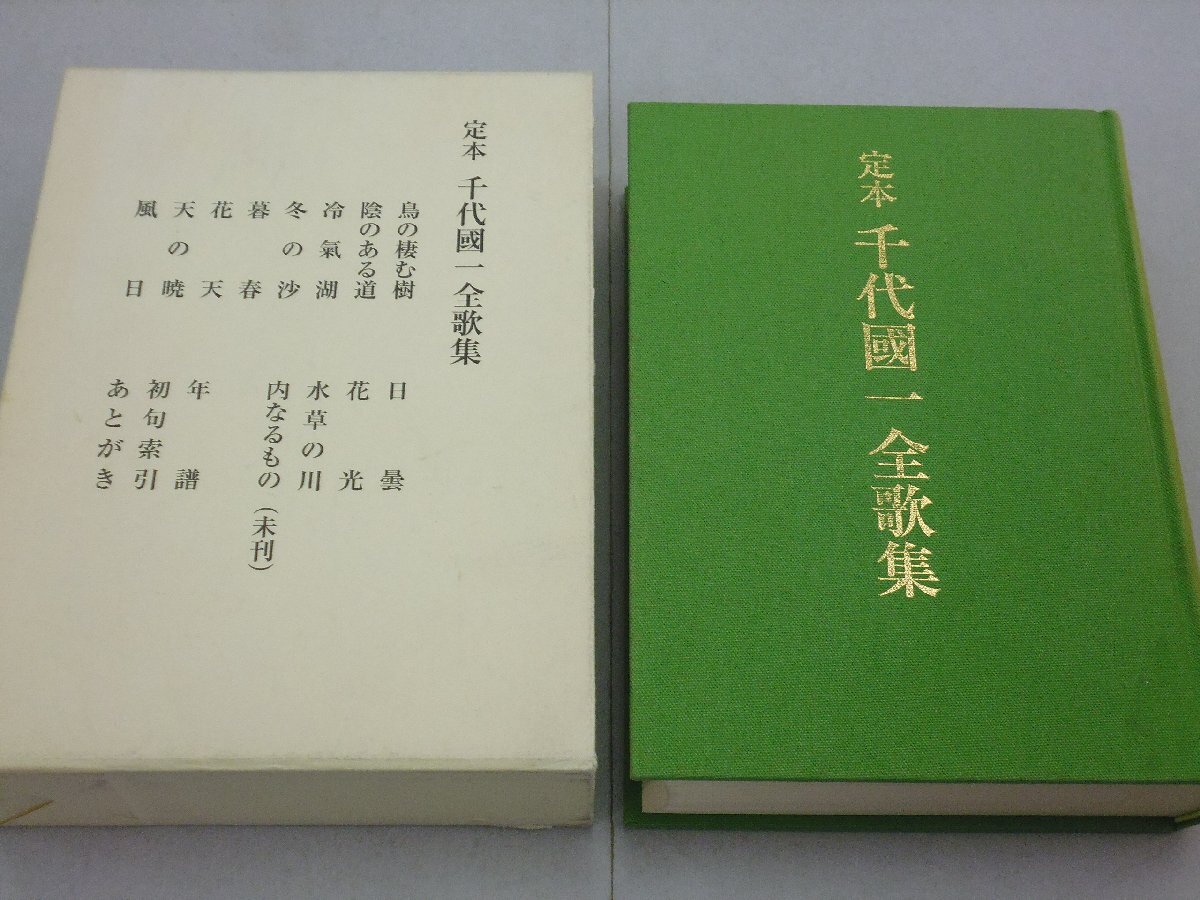 定本 千代國一全歌集
鳥の棲む樹
陰のある道
冷氣湖
冬の沙
暮春
花天
天の暁
風日
日曇
花光
水草の川
内なるもの(未刊)
年譜
初句索引
あとがき
定本 千代國一全歌集